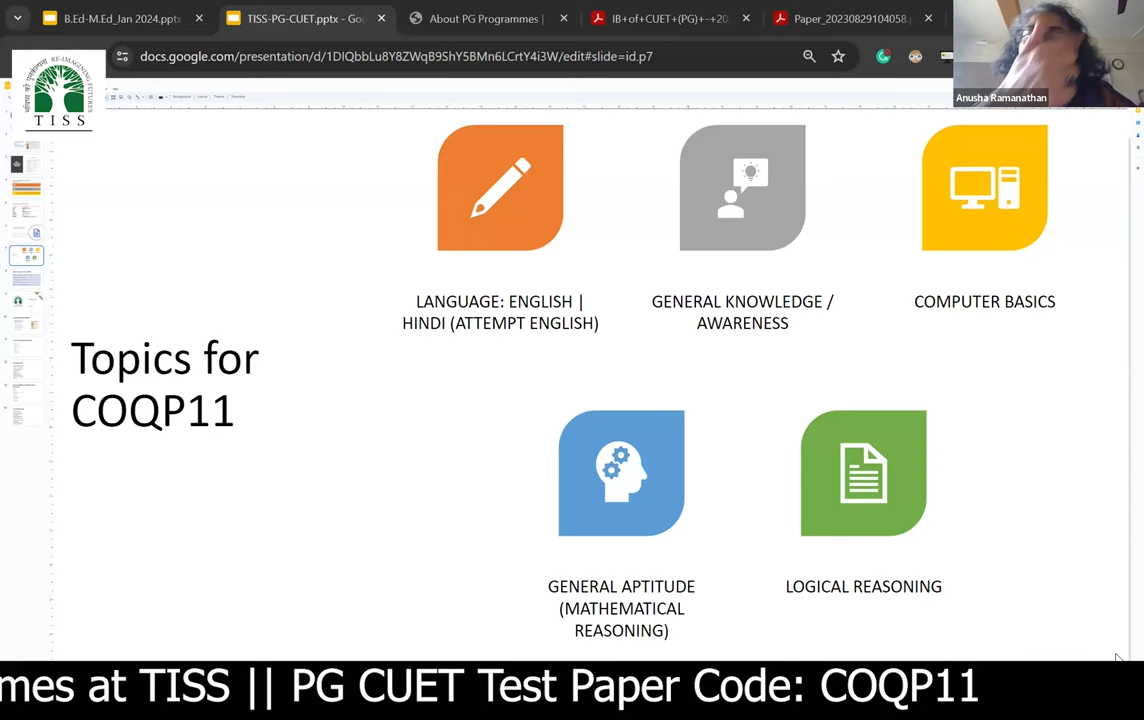 B.Ed-M.Ed_Jan 2024.pptx
TISS-PG-CUET.pptx - Go
About PG Programmes |
IB+of+CUET+(PG)+-+20
Paper_20230829104058.p
docs.google.com/presentation/d/1DlQbbLu8Y8ZWqB9ShY5BMn6LCrtY4i3W/edit#slide=id.p7
Anusha Ramanathan
RE-IMAGINING FUTURES
TISS
LANGUAGE: ENGLISH |
HINDI (ATTEMPT ENGLISH)
GENERAL KNOWLEDGE /
AWARENESS
COMPUTER BASICS
Topics for
COQP11
GENERAL APTITUDE
(MATHEMATICAL
REASONING)
LOGICAL REASONING
mes at TISS || PG CUET Test Paper Code: COQP11